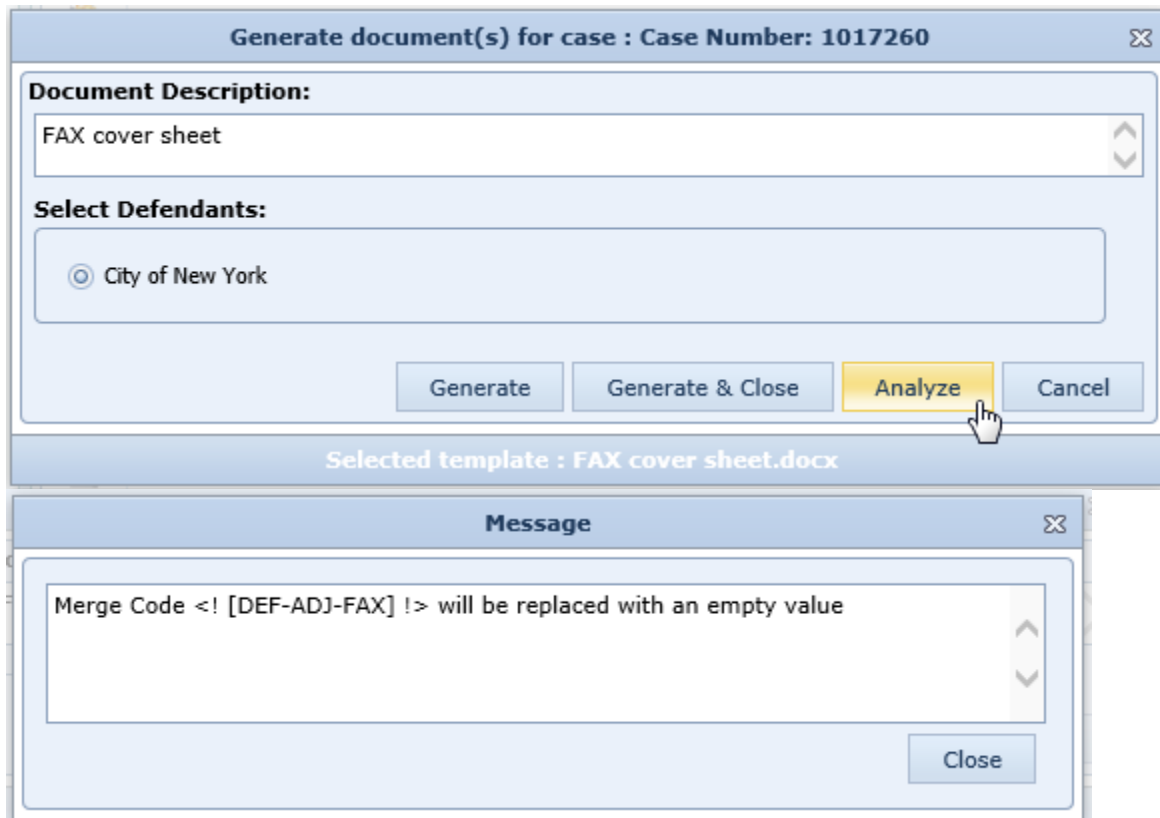 Generate document(s) for case : Case Number: 1017260
Document Description:
FAX cover sheet
Select Defendants:
City of New York
Generate Generate & Close Analyze Cancel
Selected template : FAX cover sheet.docx
Message
Merge Code <! [DEF-ADJ-FAX] !> will be replaced with an empty value
Close